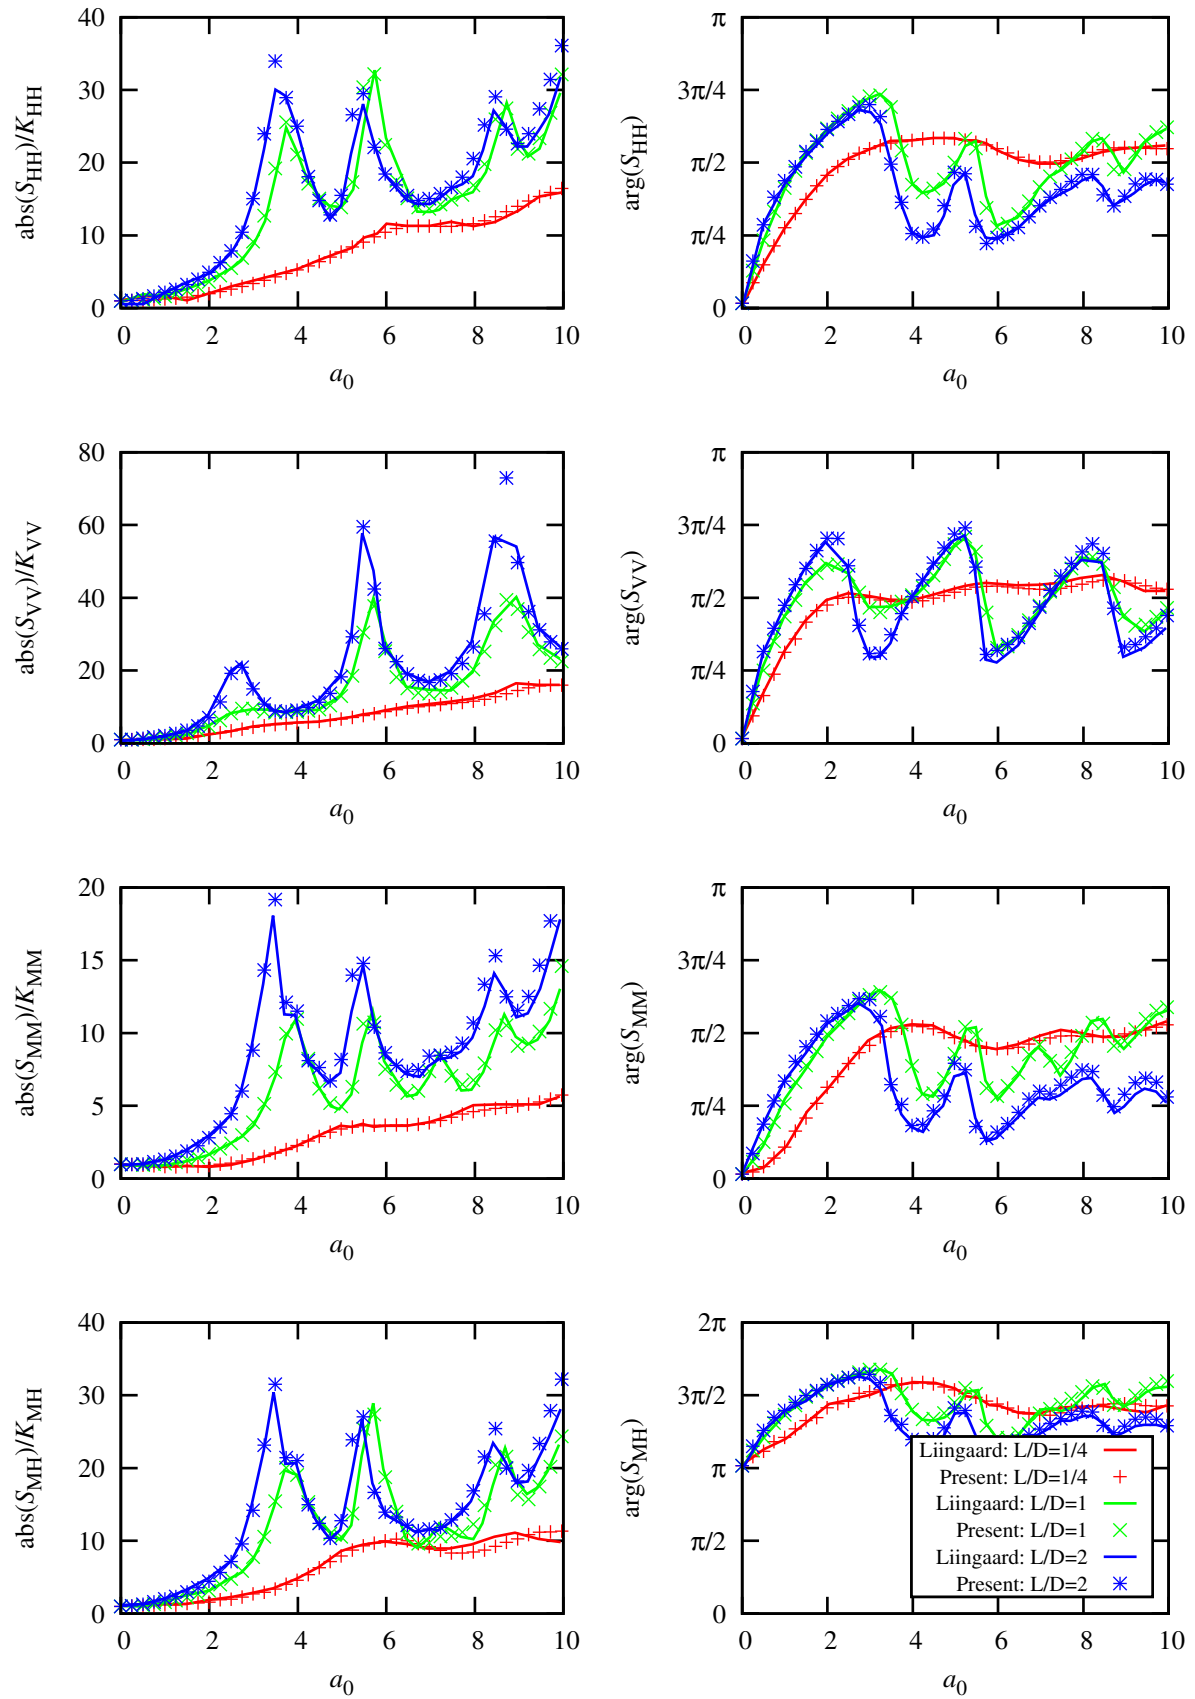 abs(S_HH)/K_HH
40
30
20
10
0
0 2 4 6 8 10
a_0
arg(S_HH)
π
3π/4
π/2
π/4
0
0 2 4 6 8 10
a_0
abs(S_VV)/K_VV
80
60
40
20
0
0 2 4 6 8 10
a_0
arg(S_VV)
π
3π/4
π/2
π/4
0
0 2 4 6 8 10
a_0
abs(S_MM)/K_MM
20
15
10
5
0
0 2 4 6 8 10
a_0
arg(S_MM)
π
3π/4
π/2
π/4
0
0 2 4 6 8 10
a_0
abs(S_MH)/K_MH
40
30
20
10
0
0 2 4 6 8 10
a_0
arg(S_MH)
2π
3π/2
π
π/2
0
0 2 4 6 8 10
a_0
Liingaard: L/D=1/4
Present: L/D=1/4
Liingaard: L/D=1
Present: L/D=1
Liingaard: L/D=2
Present: L/D=2